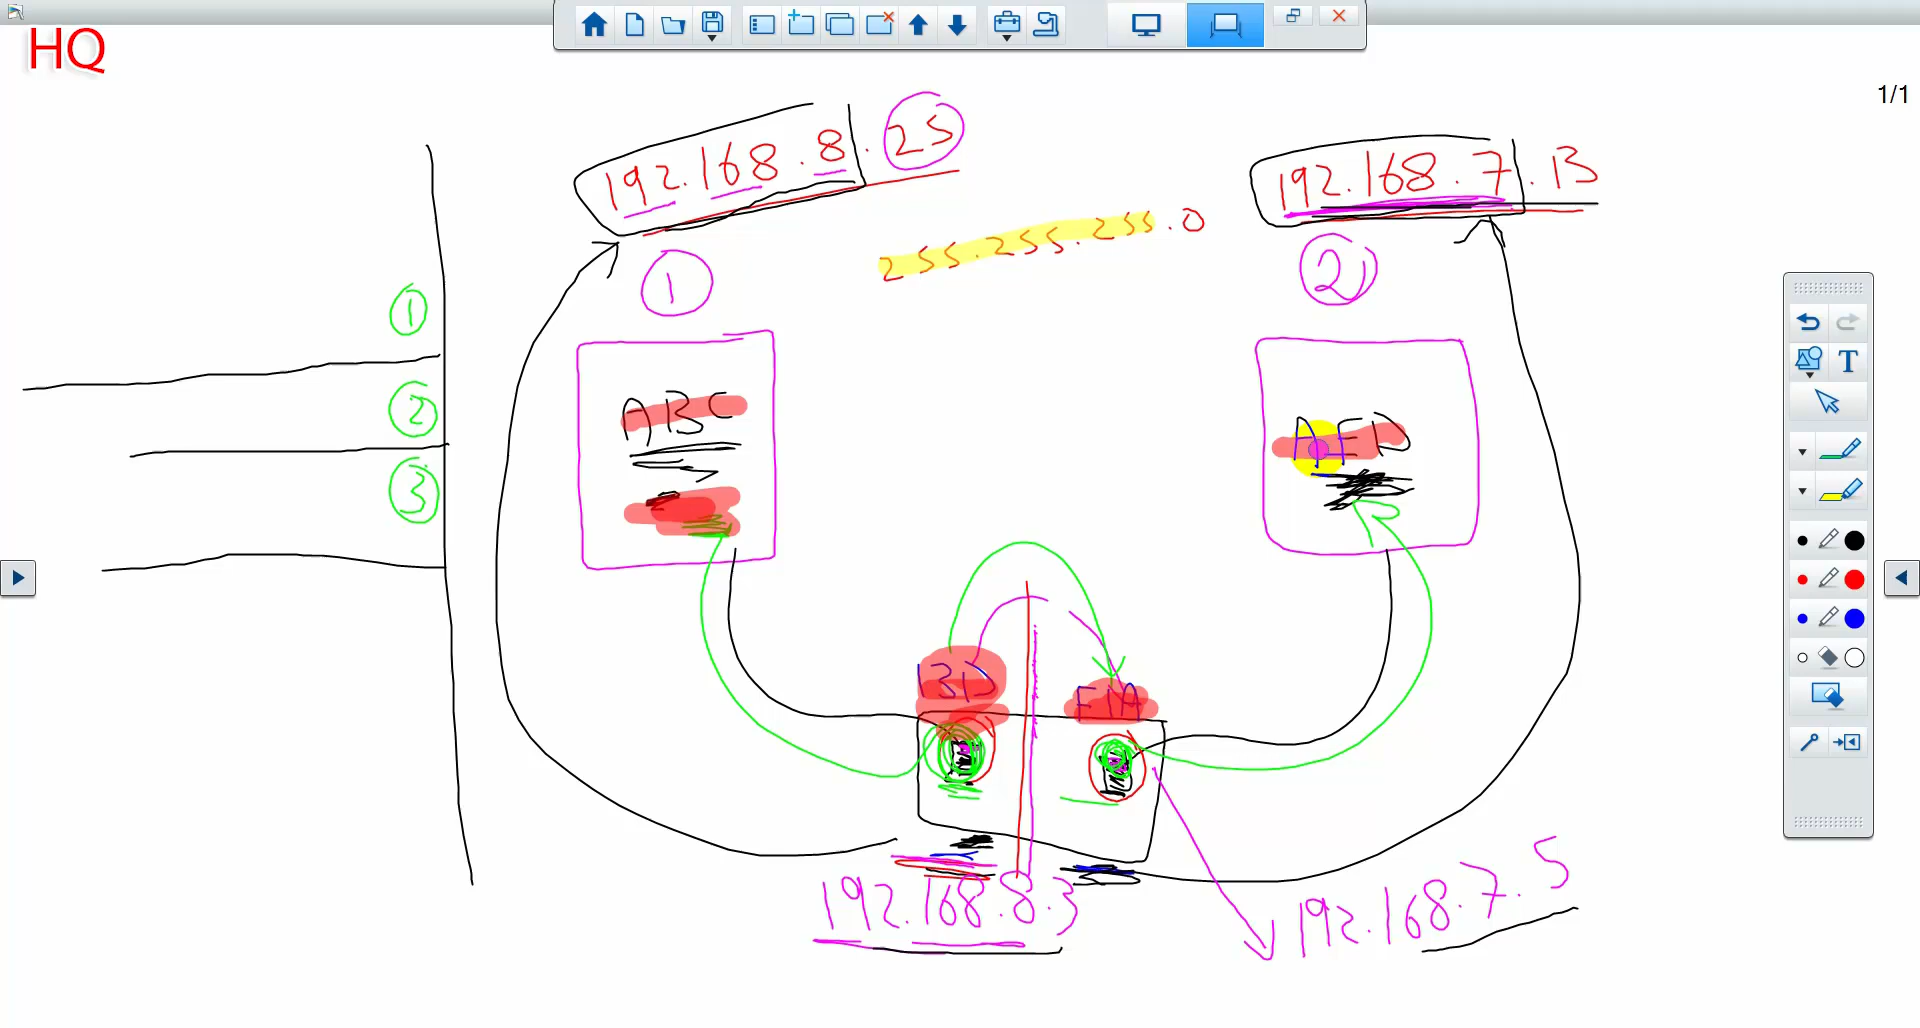 HQ
1/1
192.168.8.25
192.168.7.13
255.255.255.0
1
2
1
2
3
ABC
T
BD
192.168.8.3
192.168.7.5